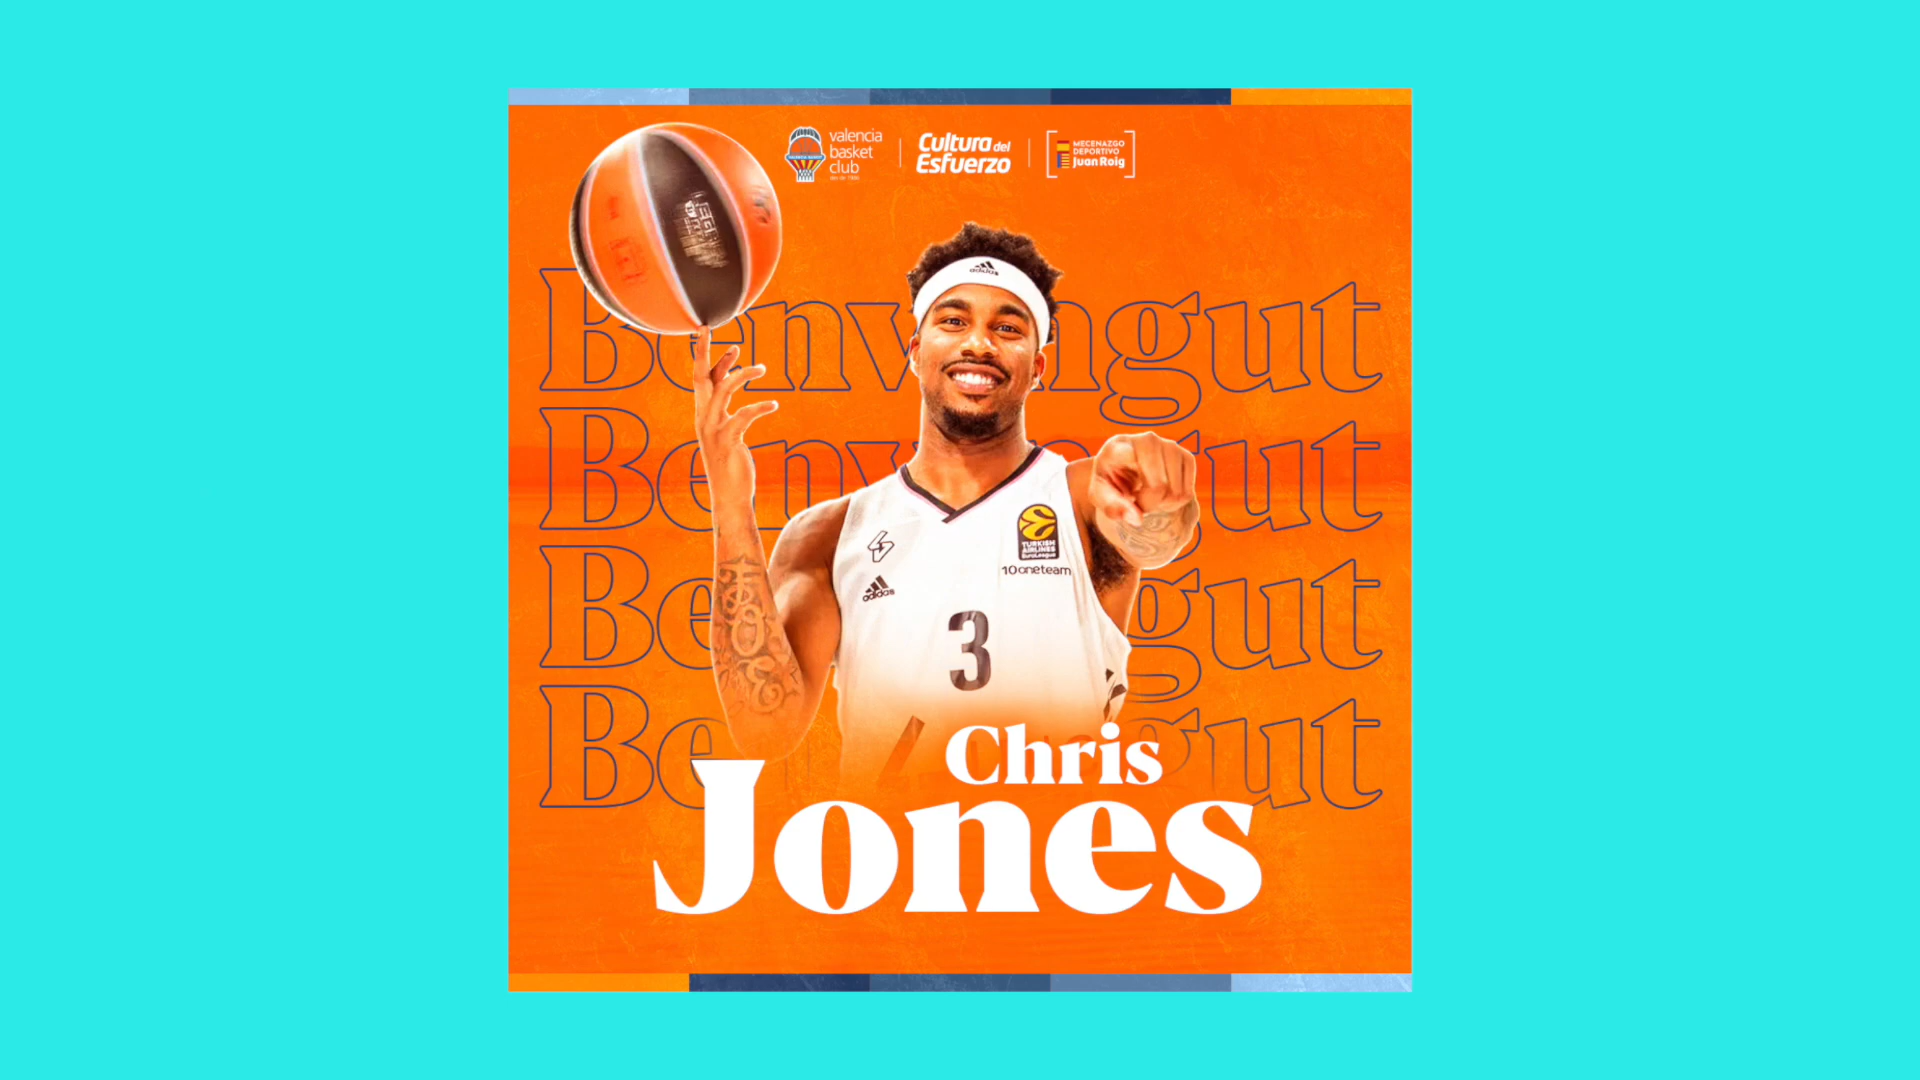 valencia
basket
club
Cultura del
Esfuerzo
MECENAZGO
DEPORTIVO
Juan Roig
adidas
Benvingut
Benvingut
TURKISH
AIRLINES
EuroLeague
10oneteam
adidas
Benvingut
3
Benvingut
Chris
Jones